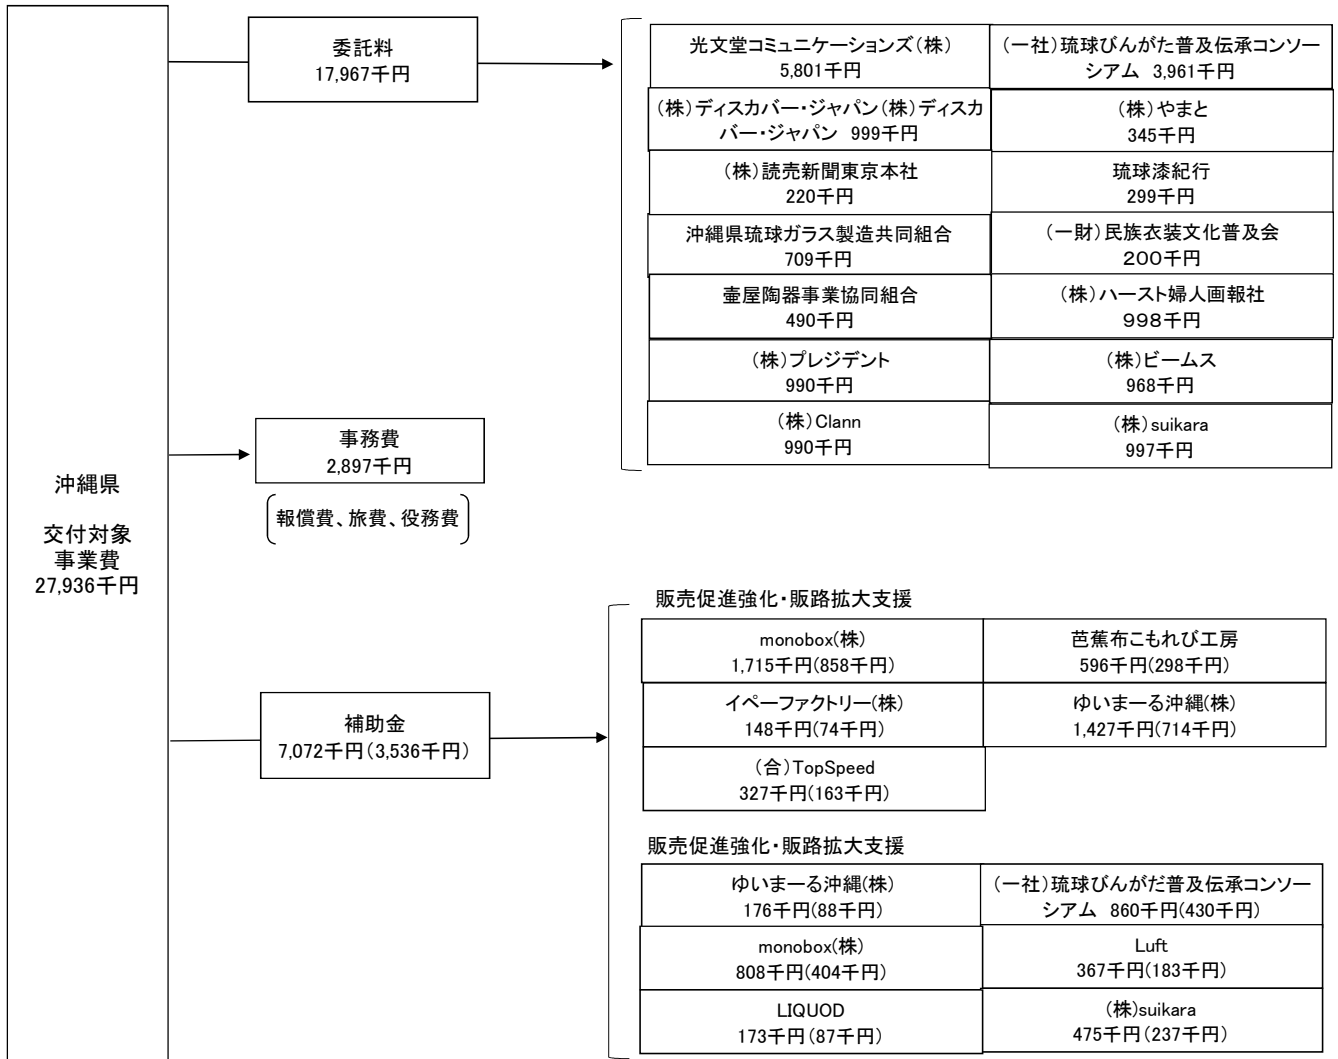 沖縄県
交付対象
事業費
27,936千円
委託料
17,967千円
光文堂コミュニケーションズ(株)
5,801千円
(一社)琉球びんがた普及伝承コンソー
シアム 3,961千円
(株)ディスカバー・ジャパン(株)ディスカ
バー・ジャパン 999千円
(株)やまと
345千円
(株)読売新聞東京本社
220千円
琉球漆紀行
299千円
沖縄県琉球ガラス製造共同組合
709千円
(一財)民族衣装文化普及会
200千円
壷屋陶器事業協同組合
490千円
(株)ハースト婦人画報社
998千円
(株)プレジデント
990千円
(株)ビームス
968千円
(株)Clann
990千円
(株)suikara
997千円
事務費
2,897千円
報償費、旅費、役務費
補助金
7,072千円(3,536千円)
販売促進強化・販路拡大支援
monobox(株)
1,715千円(858千円)
芭蕉布こもれび工房
596千円(298千円)
イペーファクトリー(株)
148千円(74千円)
ゆいまーる沖縄(株)
1,427千円(714千円)
(合)TopSpeed
327千円(163千円)
販売促進強化・販路拡大支援
ゆいまーる沖縄(株)
176千円(88千円)
(一社)琉球びんがだ普及伝承コンソー
シアム 860千円(430千円)
monobox(株)
808千円(404千円)
Luft
367千円(183千円)
LIQUOD
173千円(87千円)
(株)suikara
475千円(237千円)